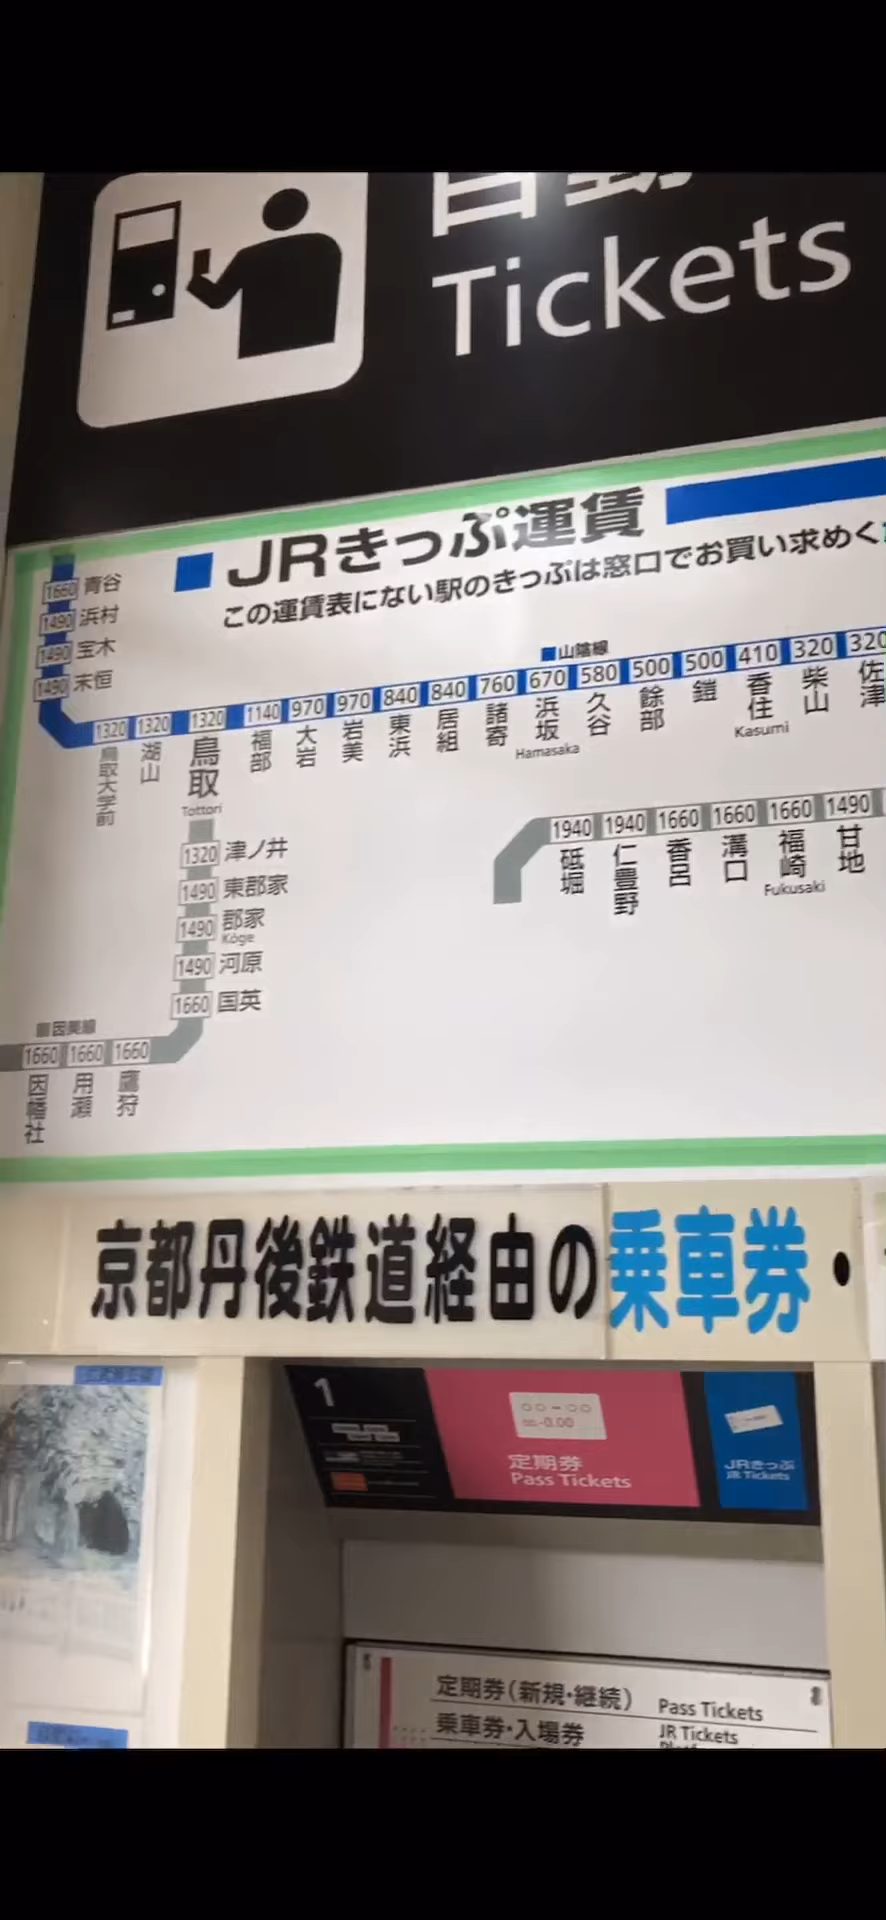 Tickets
JRきっぷ運賃
この運賃表にない駅のきっぷは窓口でお買い求めく
1660 青谷
1490 浜村
1490 宝木
1490 末恒
■山陰線
1320 1320 1320 1140 970 970 840 840 760 670 580 500 500 410 320 320
鳥取大学前 湖山 鳥取 福部 大岩 岩美 東浜 居組 諸寄 浜坂 久谷 餘部 鎧 香住 柴山 佐津
Tottori Hamasaka Kasumi
1940 1940 1660 1660 1660 1490
砥堀 仁豊野 香呂 溝口 福崎 甘地
Fukusaki
1320 津ノ井
1490 東郡家
1490 郡家
Kōge
1490 河原
1660 国英
■因美線
1660 1660 1660
因幡社 用瀬 鷹狩
京都丹後鉄道経由の乗車券・
1
定期券
Pass Tickets
JRきっぷ
JR Tickets
定期券(新規・継続) Pass Tickets
乗車券・入場券 JR Tickets